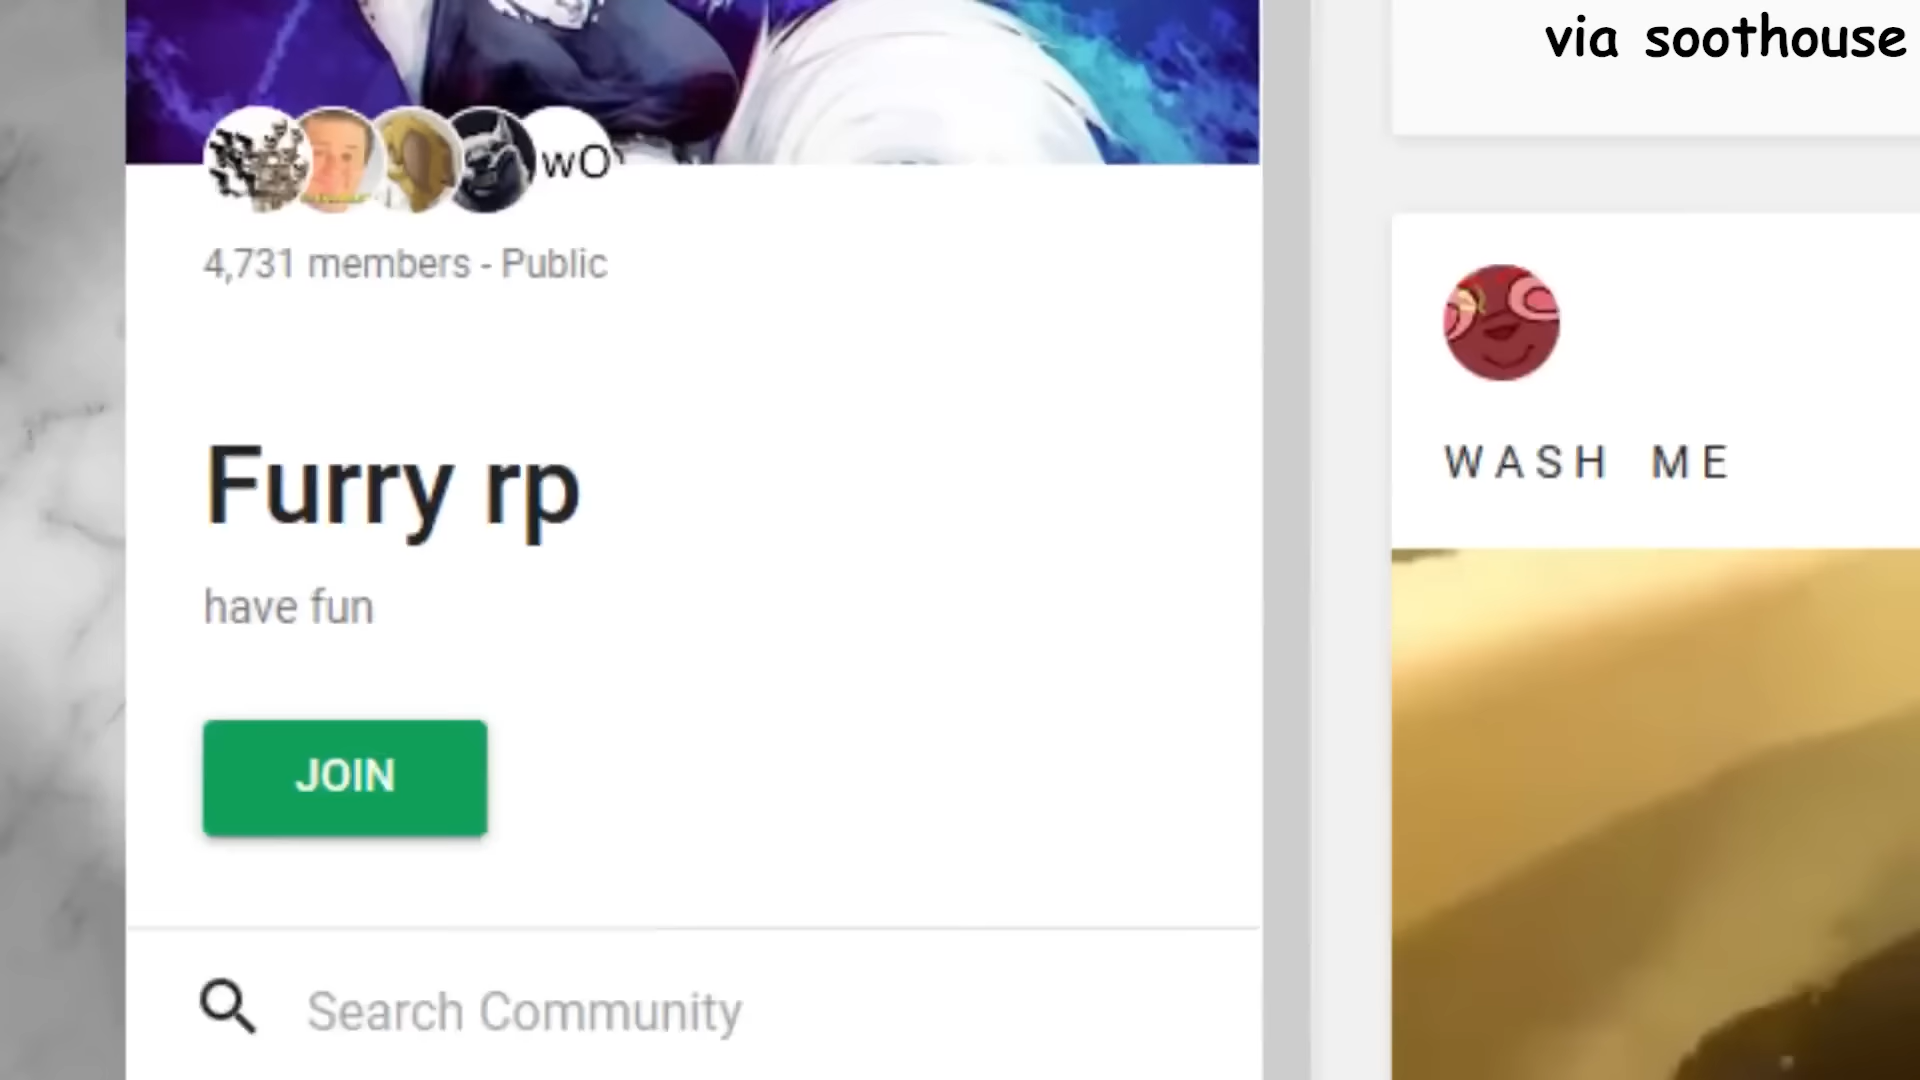 via soothouse
wO
4,731 members - Public
Furry rp
have fun
JOIN
Search Community
WASH ME